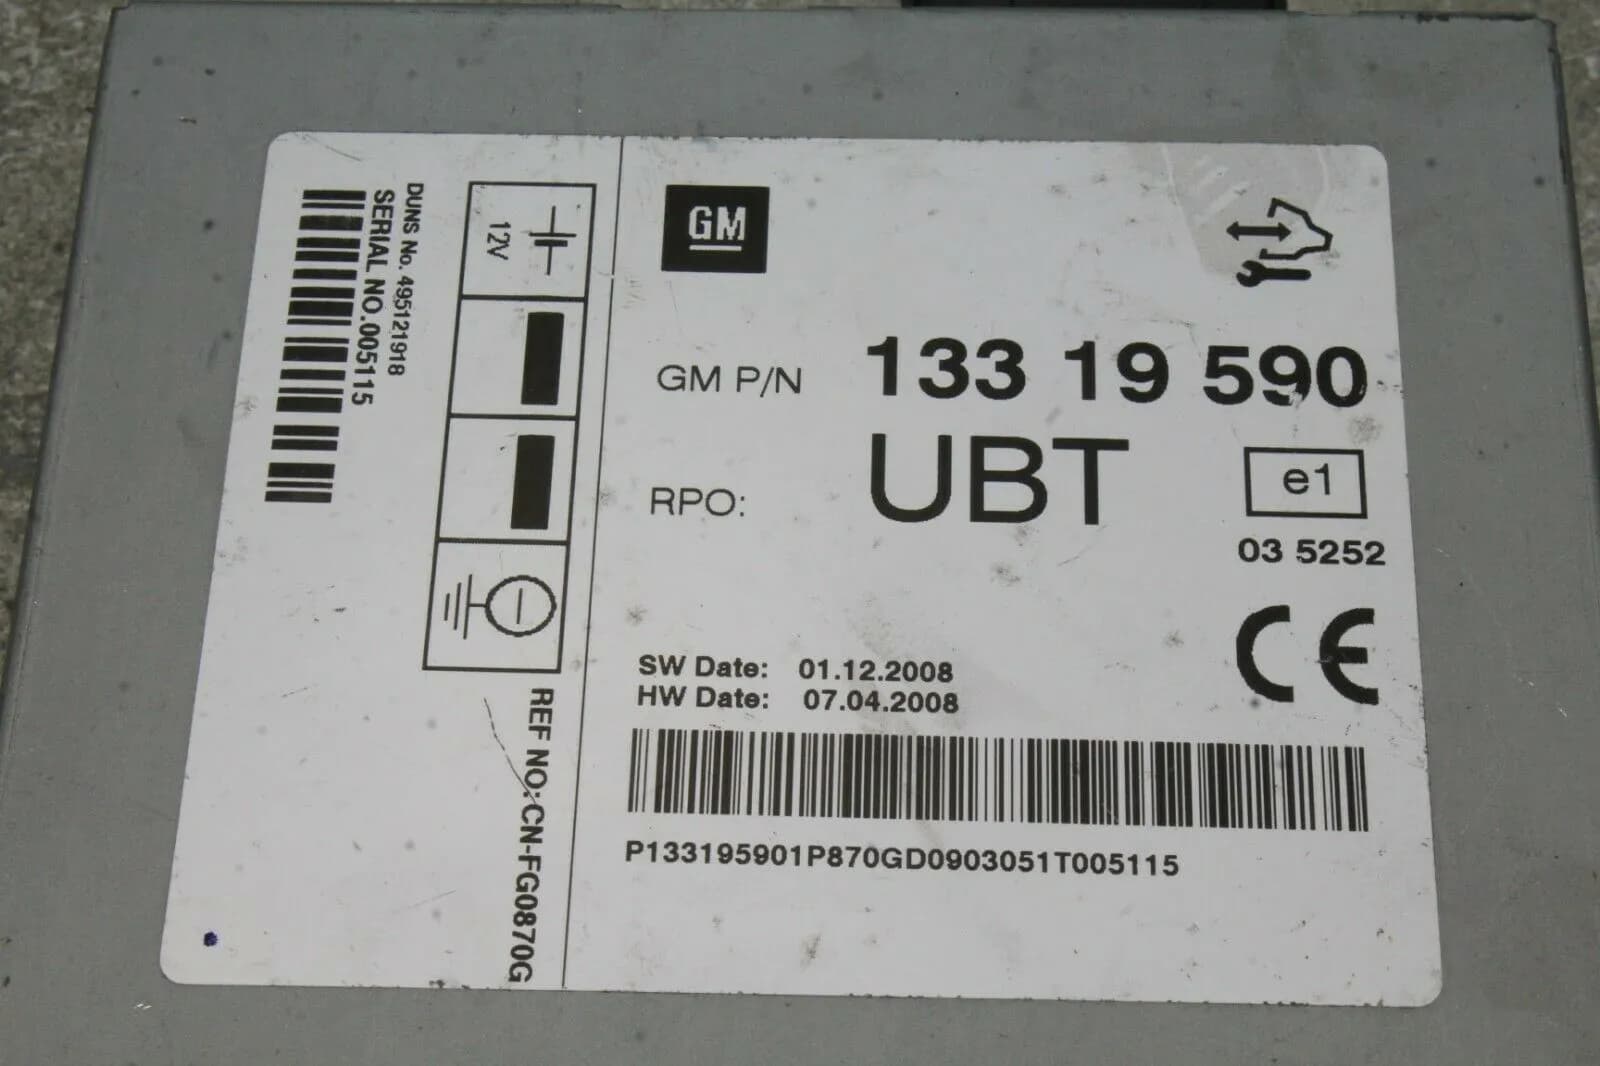 DUNS No. 495121918
SERIAL NO.005115
12V
REF NO:CN-FG0870G
GM
GM P/N 133 19 590
RPO: UBT
e1
03 5252
CE
SW Date: 01.12.2008
HW Date: 07.04.2008
P133195901P870GD0903051T005115